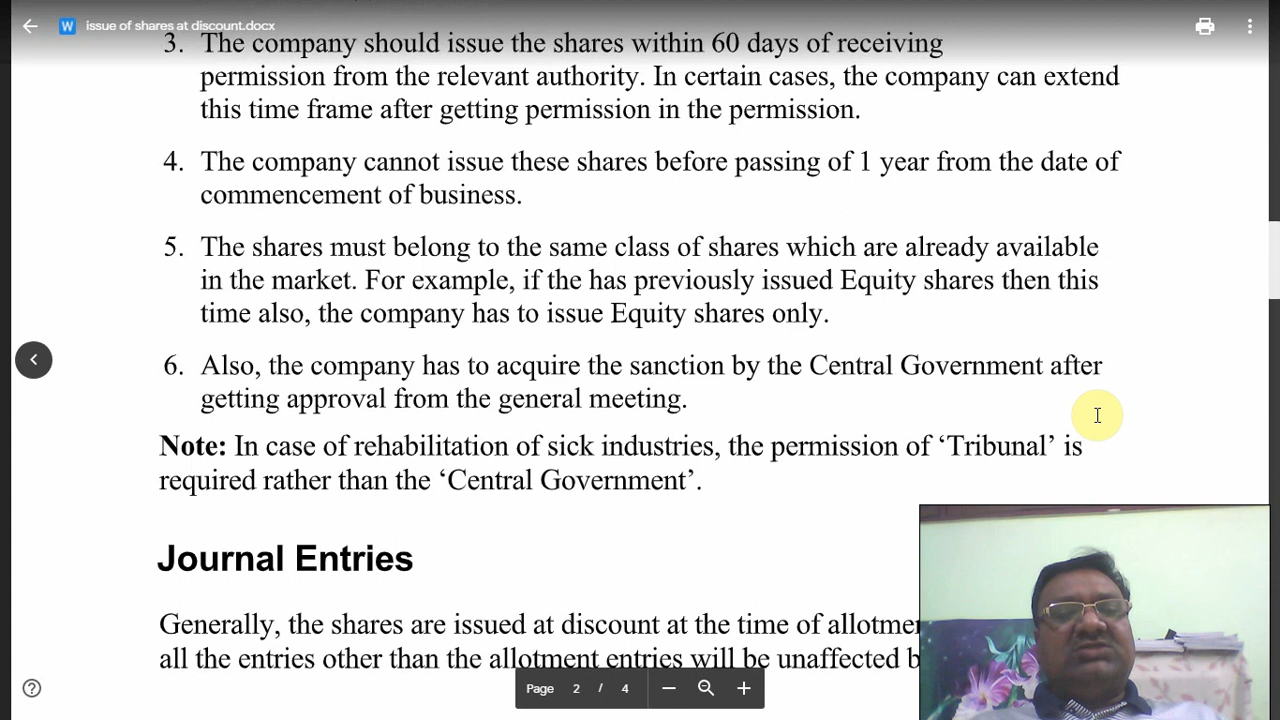 issue of shares at discount.docx
3. The company should issue the shares within 60 days of receiving
permission from the relevant authority. In certain cases, the company can extend
this time frame after getting permission in the permission.
4. The company cannot issue these shares before passing of 1 year from the date of
commencement of business.
5. The shares must belong to the same class of shares which are already available
in the market. For example, if the has previously issued Equity shares then this
time also, the company has to issue Equity shares only.
6. Also, the company has to acquire the sanction by the Central Government after
getting approval from the general meeting.
Note: In case of rehabilitation of sick industries, the permission of ‘Tribunal’ is
required rather than the ‘Central Government’.
Journal Entries
Generally, the shares are issued at discount at the time of
all the entries other than the allotment entries will be unaffected
Page 2 / 4